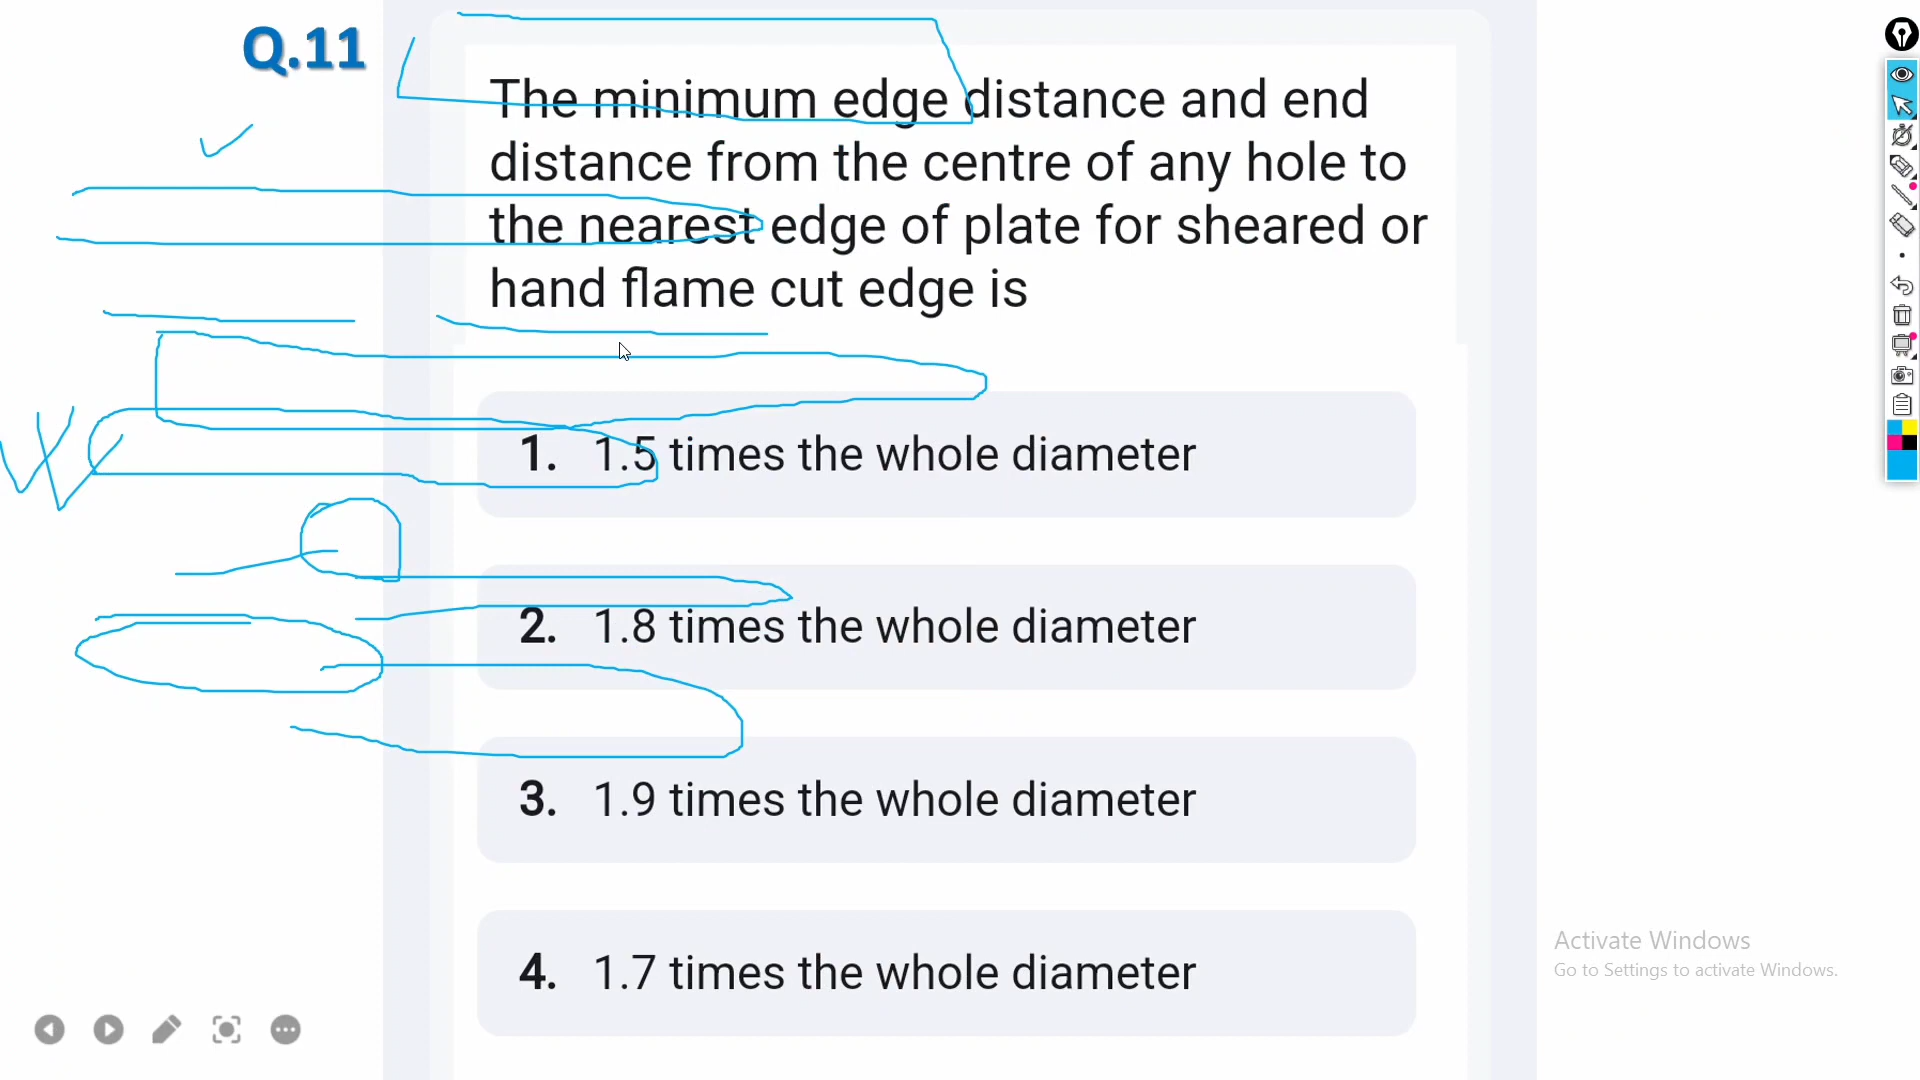 Q.11
The minimum edge distance and end
distance from the centre of any hole to
the nearest edge of plate for sheared or
hand flame cut edge is
1. 1.5 times the whole diameter
2. 1.8 times the whole diameter
3. 1.9 times the whole diameter
4. 1.7 times the whole diameter
Activate Windows
Go to Settings to activate Windows.